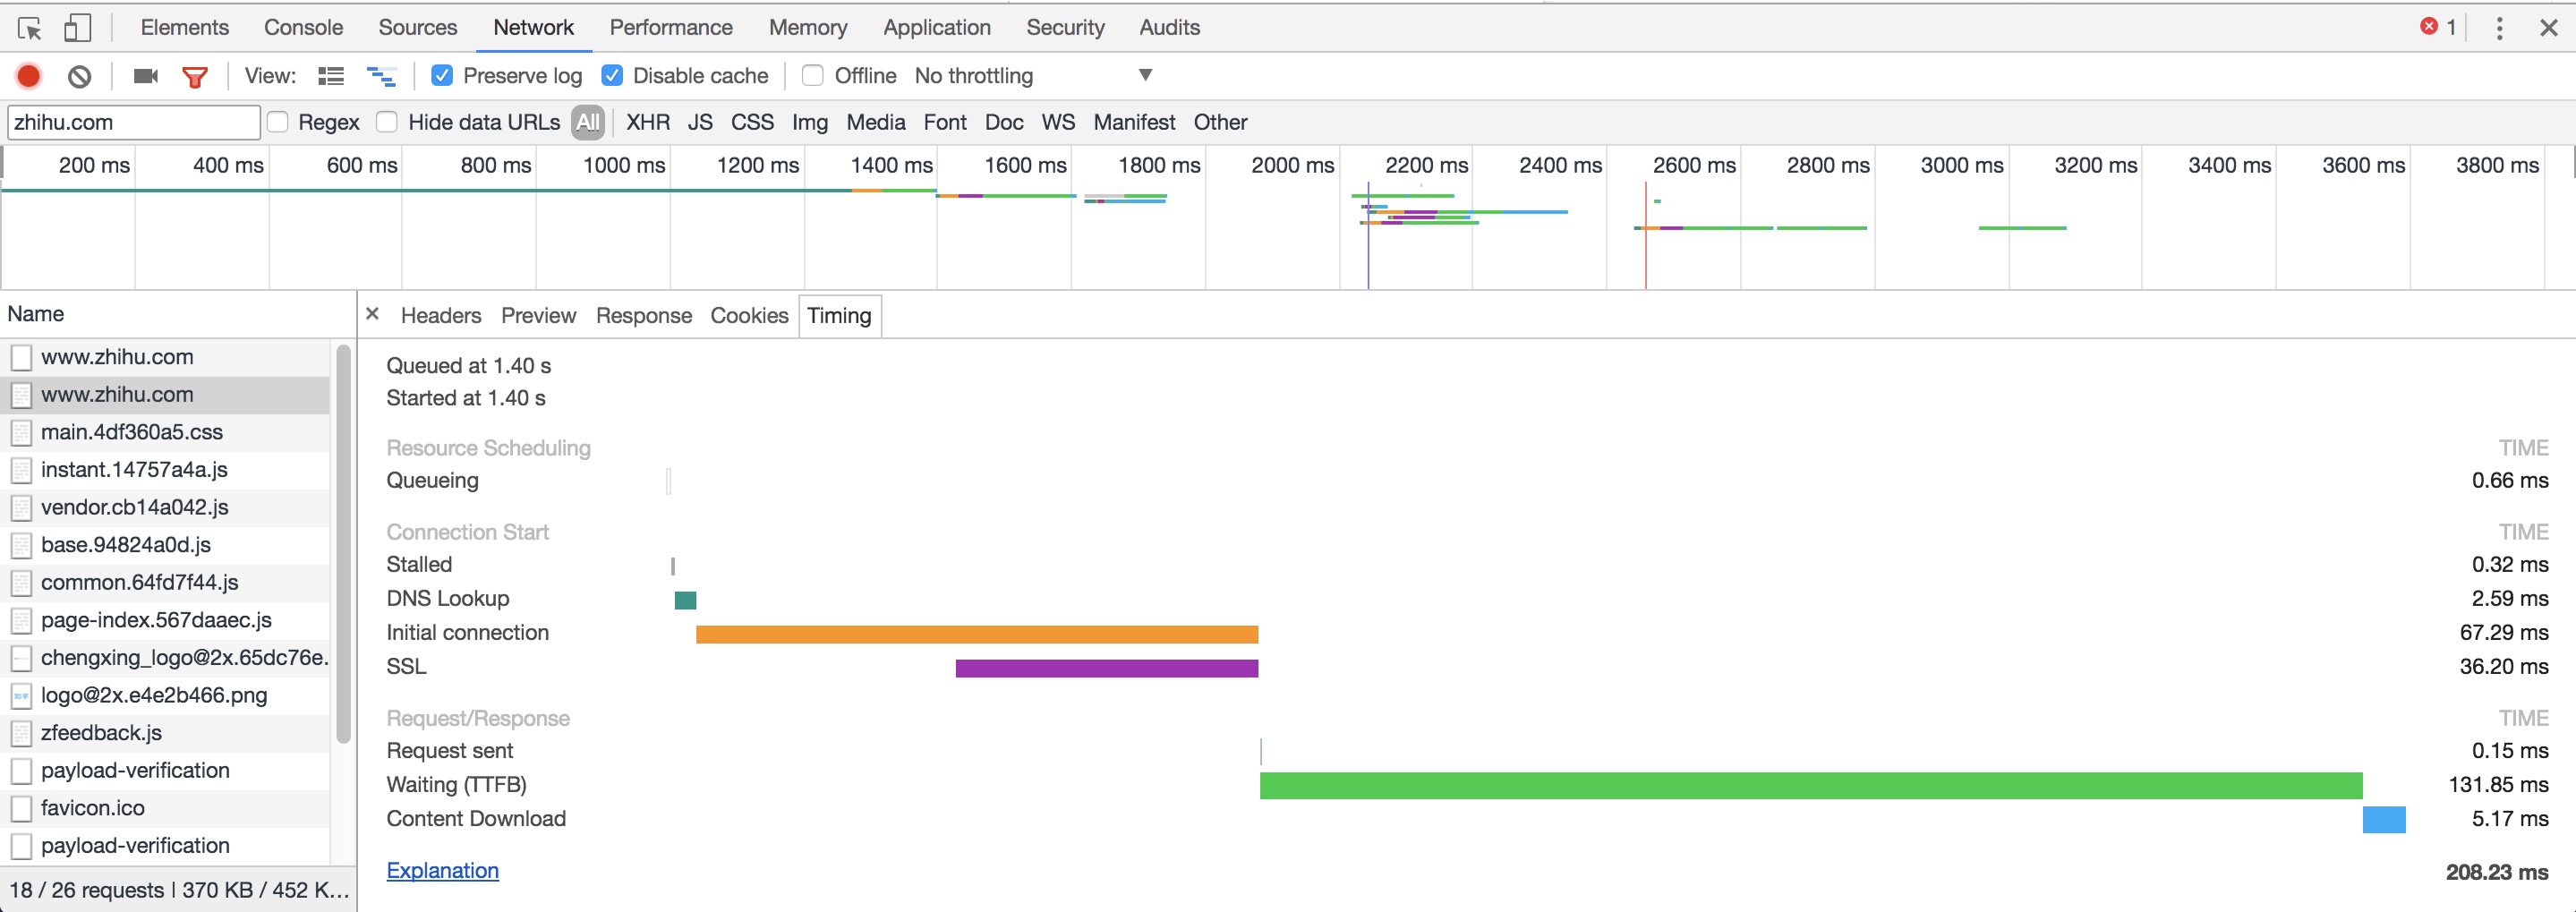 Elements Console Sources Network Performance Memory Application Security Audits 1
View: Preserve log Disable cache Offline No throttling
zhihu.com Regex Hide data URLs All XHR JS CSS Img Media Font Doc WS Manifest Other
200 ms 400 ms 600 ms 800 ms 1000 ms 1200 ms 1400 ms 1600 ms 1800 ms 2000 ms 2200 ms 2400 ms 2600 ms 2800 ms 3000 ms 3200 ms 3400 ms 3600 ms 3800 ms
Name
www.zhihu.com
www.zhihu.com
main.4df360a5.css
instant.14757a4a.js
vendor.cb14a042.js
base.94824a0d.js
common.64fd7f44.js
page-index.567daaec.js
chengxing_logo@2x.65dc76e.
logo@2x.e4e2b466.png
zfeedback.js
payload-verification
favicon.ico
payload-verification
18 / 26 requests | 370 KB / 452 K...
Headers Preview Response Cookies Timing
Queued at 1.40 s
Started at 1.40 s
Resource Scheduling TIME
Queueing 0.66 ms
Connection Start TIME
Stalled 0.32 ms
DNS Lookup 2.59 ms
Initial connection 67.29 ms
SSL 36.20 ms
Request/Response TIME
Request sent 0.15 ms
Waiting (TTFB) 131.85 ms
Content Download 5.17 ms
Explanation 208.23 ms